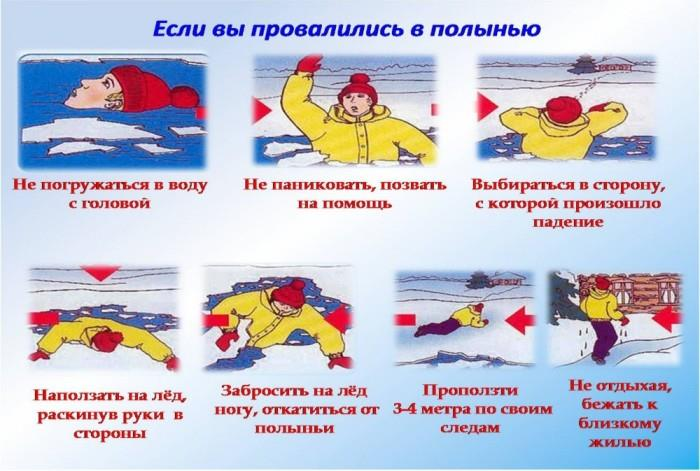 Если вы провалились в полынью
Не погружаться в воду
с головой
Не паниковать, позвать
на помощь
Выбираться в сторону,
с которой произошло
падение
Наползать на лёд,
раскинув руки в
стороны
Забросить на лёд
ногу, откатиться от
полыньи
Проползти
3-4 метра по своим
следам
Не отдыхая,
бежать к
близкому
жилью